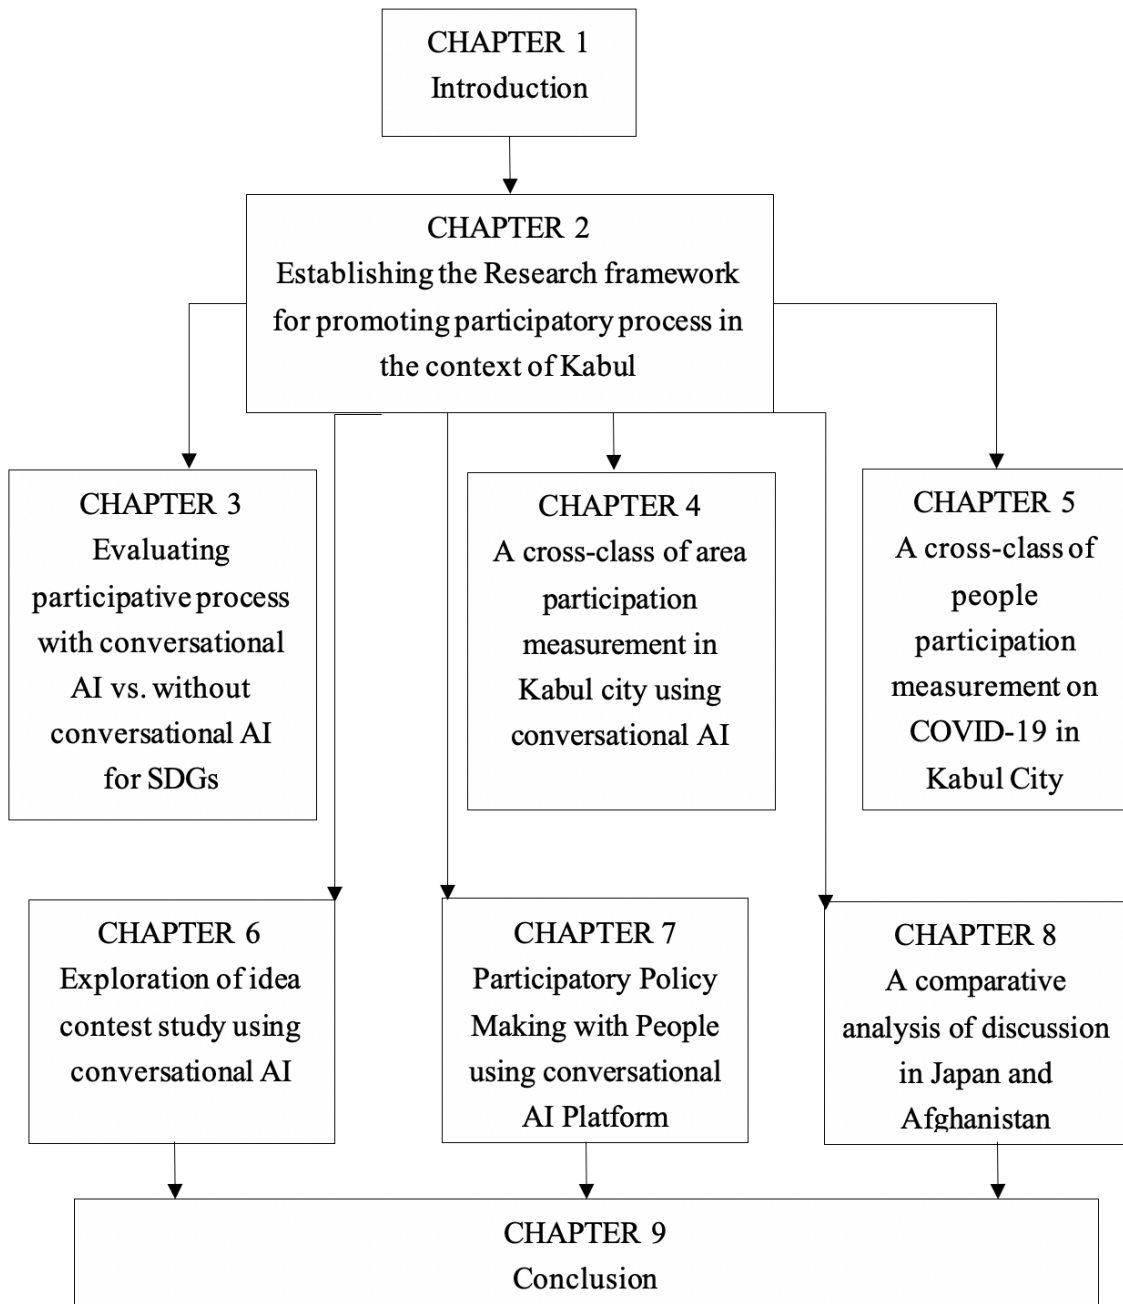 CHAPTER 1
Introduction
CHAPTER 2
Establishing the Research framework
for promoting participatory process in
the context of Kabul
CHAPTER 3
Evaluating
participative process
with conversational
AI vs. without
conversational AI
for SDGs
CHAPTER 4
A cross-class of area
participation
measurement in
Kabul city using
conversational AI
CHAPTER 5
A cross-class of
people
participation
measurement on
COVID-19 in
Kabul City
CHAPTER 6
Exploration of idea
contest study using
conversational AI
CHAPTER 7
Participatory Policy
Making with People
using conversational
AI Platform
CHAPTER 8
A comparative
analysis of discussion
in Japan and
Afghanistan
CHAPTER 9
Conclusion